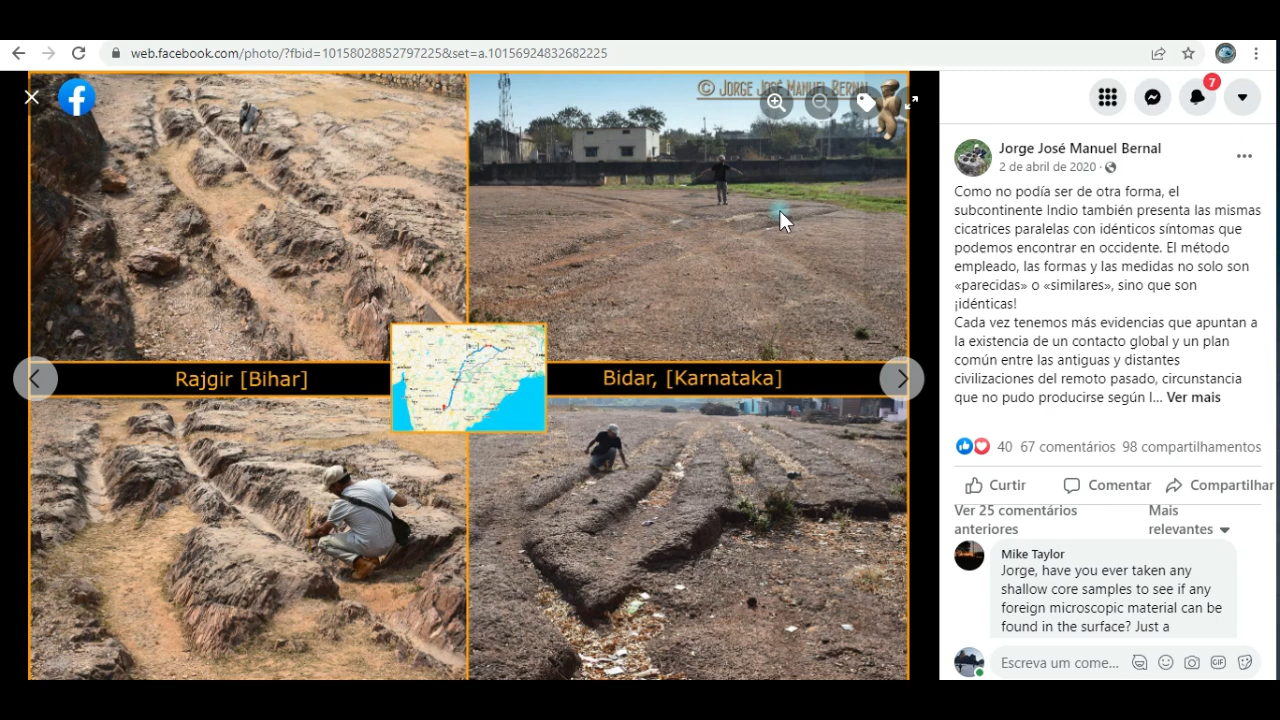 web.facebook.com/photo/?fbid=101580288527972​25&set=a.10156924832682225
© Jorge José Manuel Bernal
7
Jorge José Manuel Bernal
2 de abril de 2020 ·
Como no podía ser de otra forma, el
subcontinente Indio también presenta las mismas
cicatrices paralelas con idénticos síntomas que
podemos encontrar en occidente. El método
empleado, las formas y las medidas no solo son
«parecidas» o «similares», sino que son
¡idénticas!
Cada vez tenemos más evidencias que apuntan a
la existencia de un contacto global y un plan
común entre las antiguas y distantes
civilizaciones del remoto pasado, circunstancia
que no pudo producirse según l... Ver mais
Rajgir [Bihar]
Bidar, [Karnataka]
40 67 comentários 98 compartilhamentos
Curtir Comentar Compartilhar
Ver 25 comentários
anteriores
Mais
relevantes
Mike Taylor
Jorge, have you ever taken any
shallow core samples to see if any
foreign microscopic material can be
found in the surface? Just a
Escreva um come...
GIF